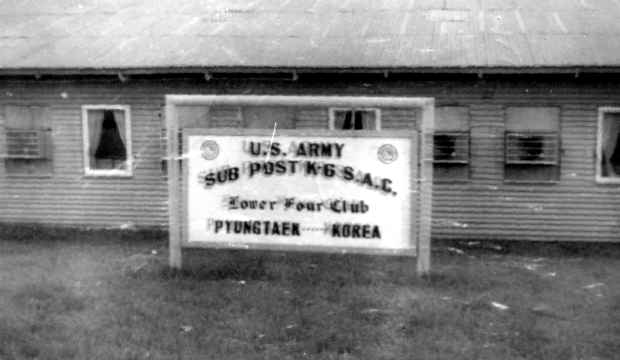 U.S. ARMY
SUB POST K-6 S.A.C.
Lower Four Club
PYUNGTAEK ----- KOREA